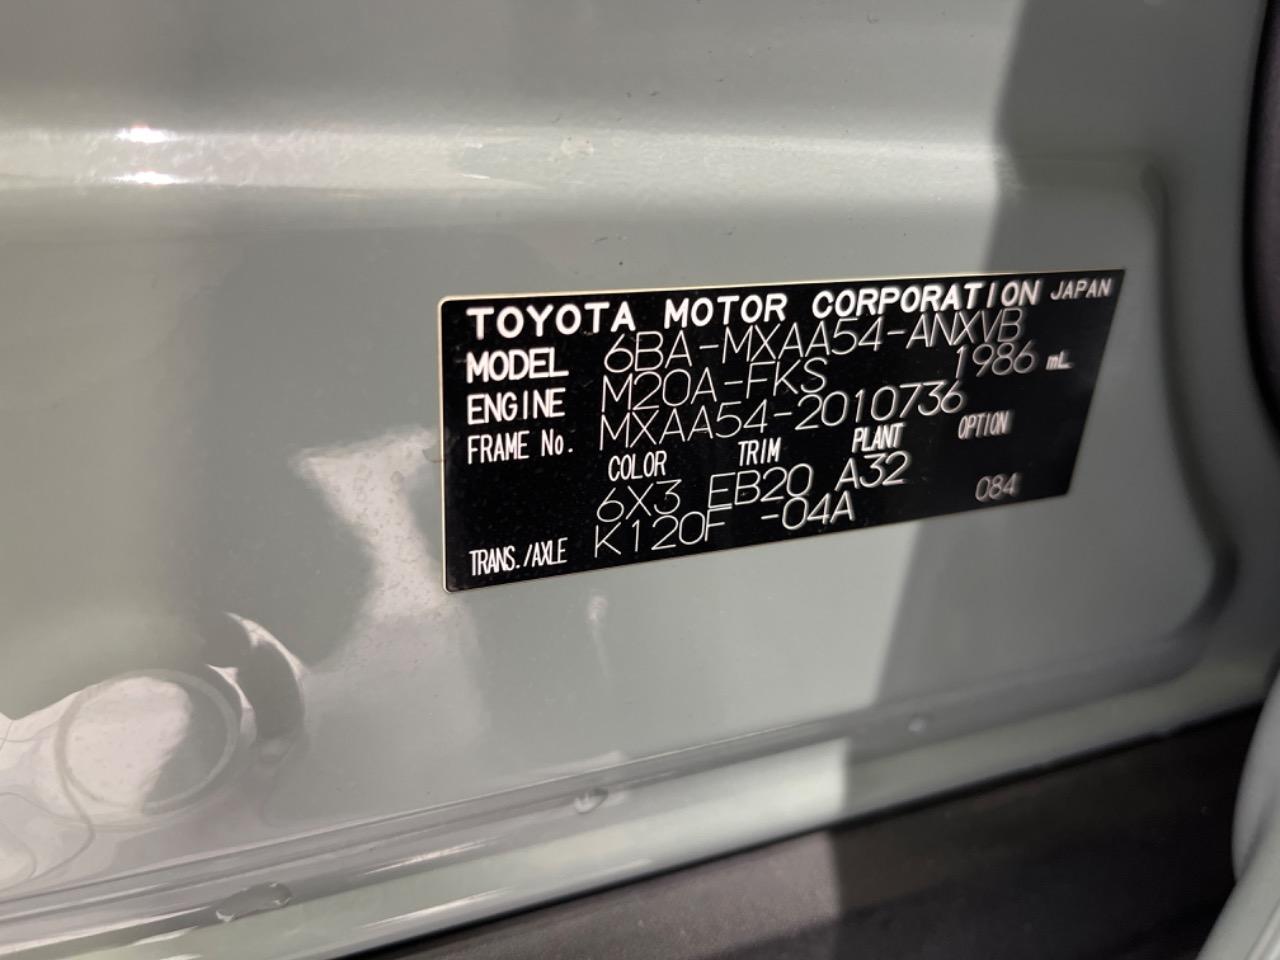 TOYOTA MOTOR CORPORATION JAPAN
MODEL 6BA-MXAA54-ANXVB
ENGINE M20A-FKS 1986 mL
FRAME No. MXAA54-2010736
COLOR TRIM PLANT OPTION
6X3 EB20 A32 084
TRANS./AXLE K120F -04A